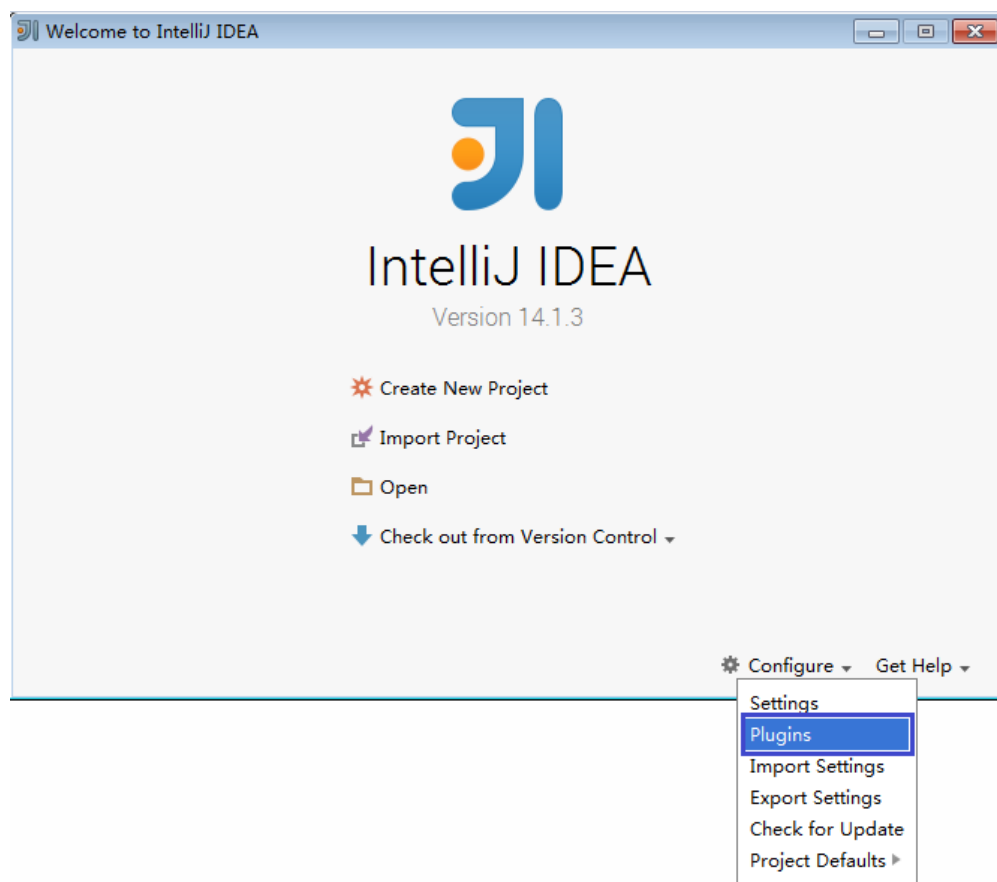 Welcome to IntelliJ IDEA
IntelliJ IDEA
Version 14.1.3
Create New Project
Import Project
Open
Check out from Version Control
Configure Get Help
Settings
Plugins
Import Settings
Export Settings
Check for Update
Project Defaults